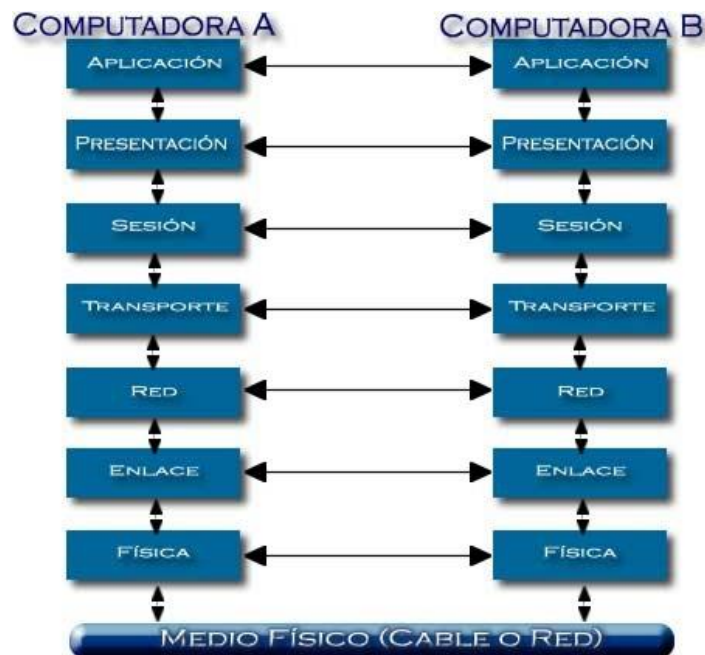 COMPUTADORA A
COMPUTADORA B
APLICACIÓN
APLICACIÓN
PRESENTACIÓN
PRESENTACIÓN
SESIÓN
SESIÓN
TRANSPORTE
TRANSPORTE
RED
RED
ENLACE
ENLACE
FÍSICA
FÍSICA
MEDIO FÍSICO (CABLE O RED)